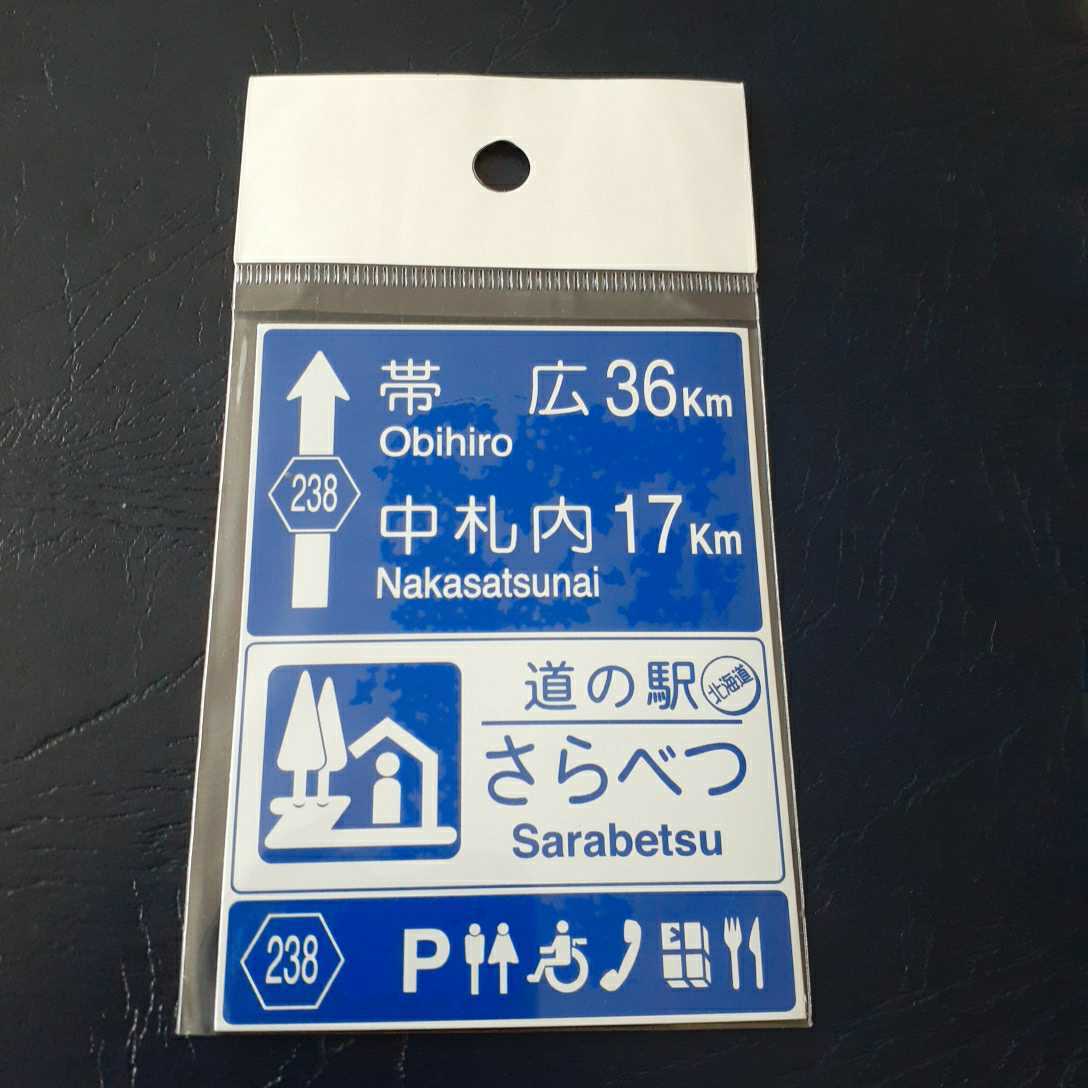 帯 広 36Km
Obihiro
238
中札内 17Km
Nakasatsunai
道の駅 北海道
さらべつ
Sarabetsu
238 P